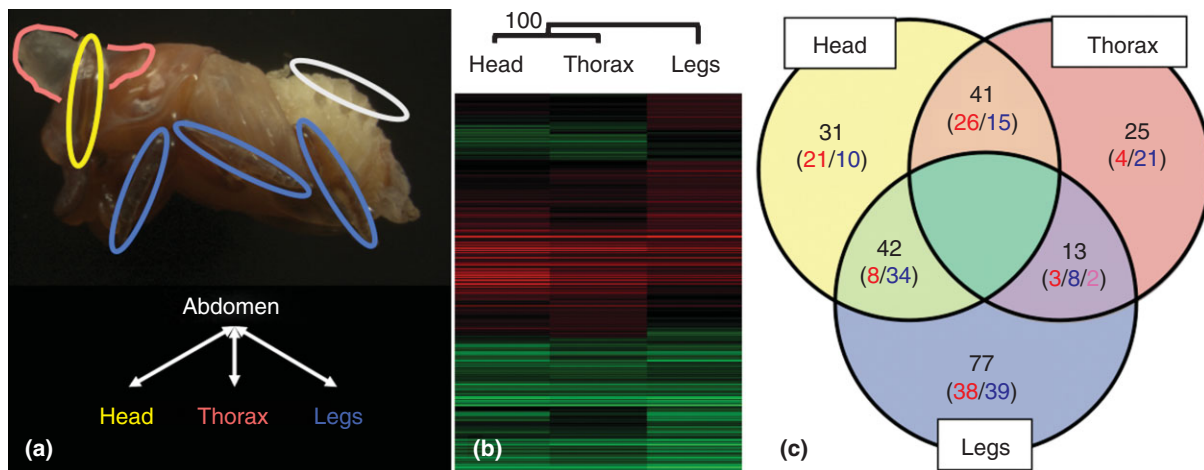 Abdomen
Head Thorax Legs
(a)
100
Head Thorax Legs
(b)
Head
Thorax
31
(21/10)
41
(26/15)
25
(4/21)
42
(8/34)
13
(3/8/2)
77
(38/39)
Legs
(c)